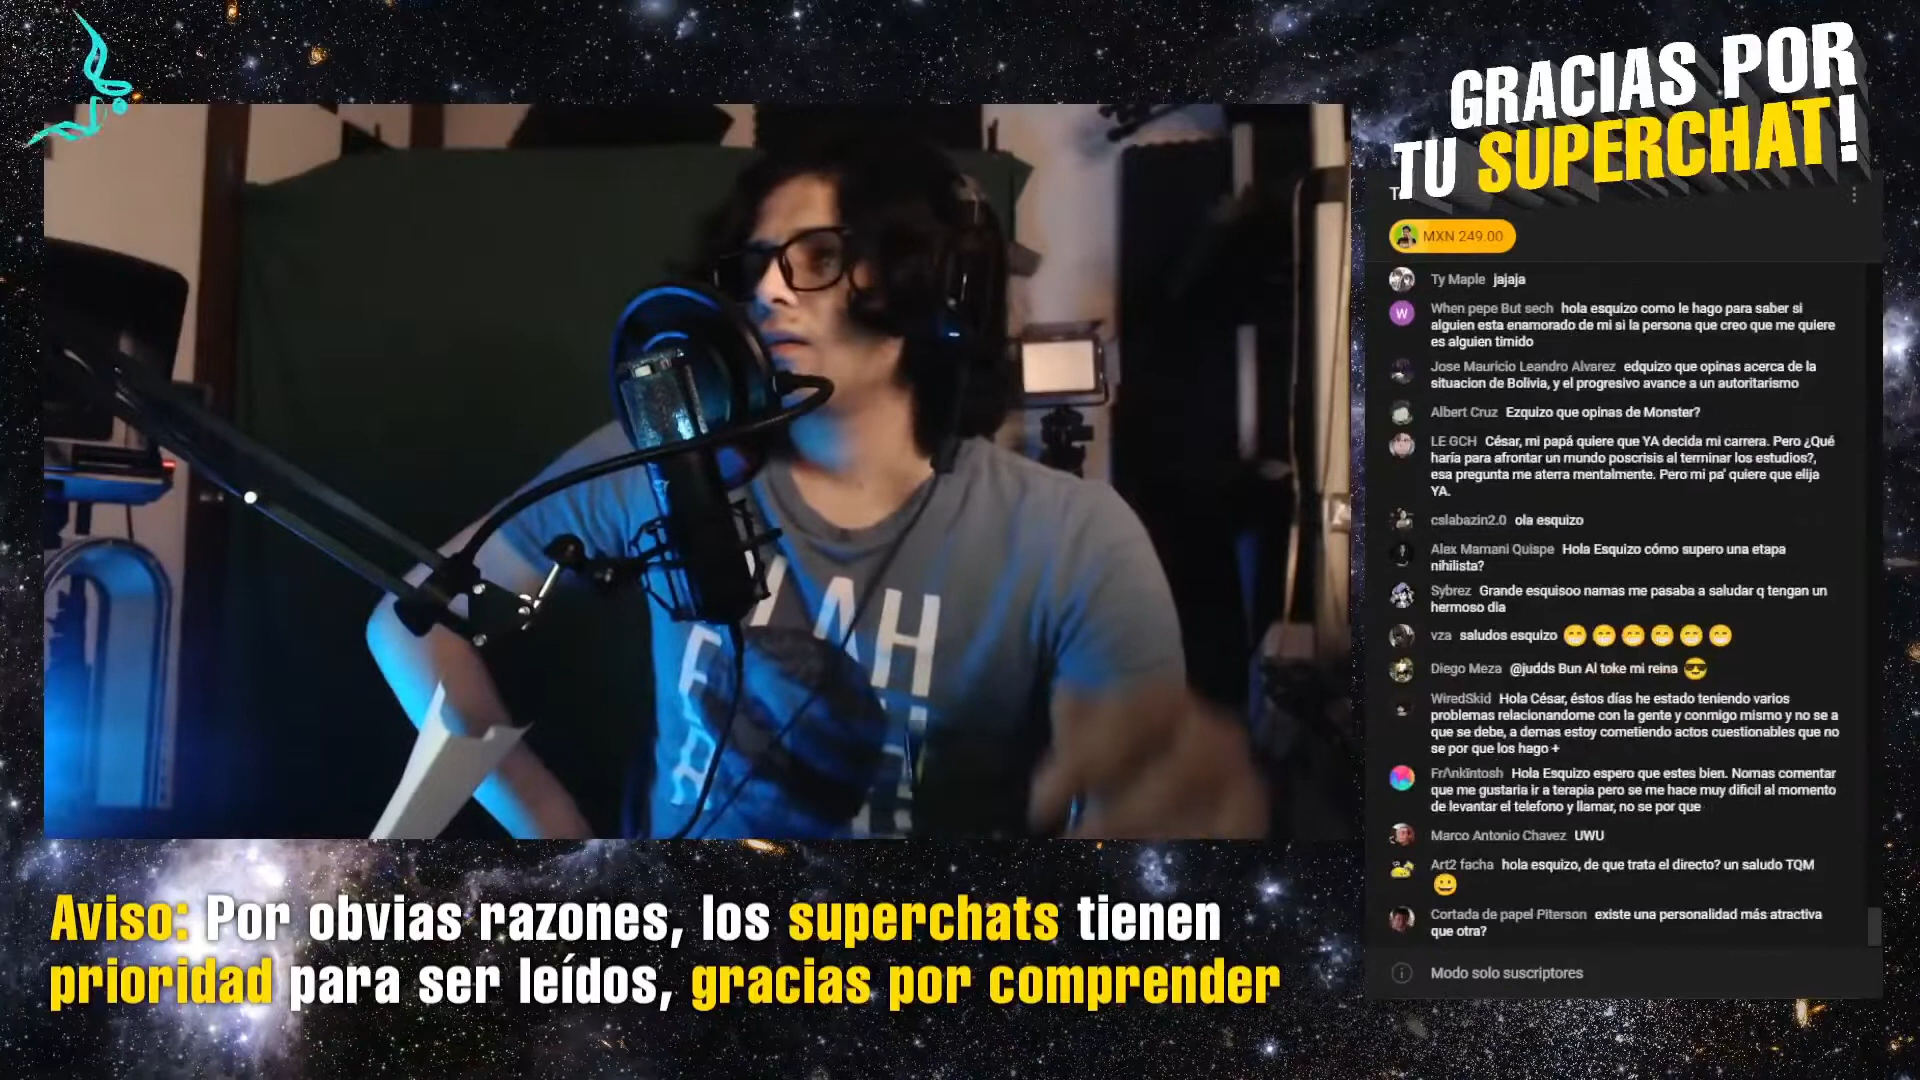 GRACIAS POR
TU SUPERCHAT!
MXN 249.00
Ty Maple jajaja
When pepe But sech hola esquizo como le hago para saber si
alguien esta enamorado de mi si la persona que creo que me quiere
es alguien timido
Jose Mauricio Leandro Alvarez edquizo que opinas acerca de la
situacion de Bolivia, y el progresivo avance a un autoritarismo
Albert Cruz Ezquizo que opinas de Monster?
LE GCH César, mi papá quiere que YA decida mi carrera. Pero ¿Qué
haría para afrontar un mundo poscrisis al terminar los estudios?,
esa pregunta me aterra mentalmente. Pero mi pa' quiere que elija
YA.
cslabazin2.0 ola esquizo
Alex Mamani Quispe Hola Esquizo cómo supero una etapa
nihilista?
Sybrez Grande esquisoo namas me pasaba a saludar q tengan un
hermoso dia
vza saludos esquizo 😁😁😁😁😁😁
Diego Meza @judds Bun Al toke mi reina 😎
WiredSkid Hola César, éstos días he estado teniendo varios
problemas relacionandome con la gente y conmigo mismo y no se a
que se debe, a demas estoy cometiendo actos cuestionables que no
se por que los hago +
Fr/\nkïntosh Hola Esquizo espero que estes bien. Nomas comentar
que me gustaria ir a terapia pero se me hace muy dificil al momento
de levantar el telefono y llamar, no se por que
Marco Antonio Chavez UWU
Art2 facha hola esquizo, de que trata el directo? un saludo TQM
😀
Cortada de papel Piterson existe una personalidad más atractiva
que otra?
Modo solo suscriptores
Aviso: Por obvias razones, los superchats tienen
prioridad para ser leídos, gracias por comprender